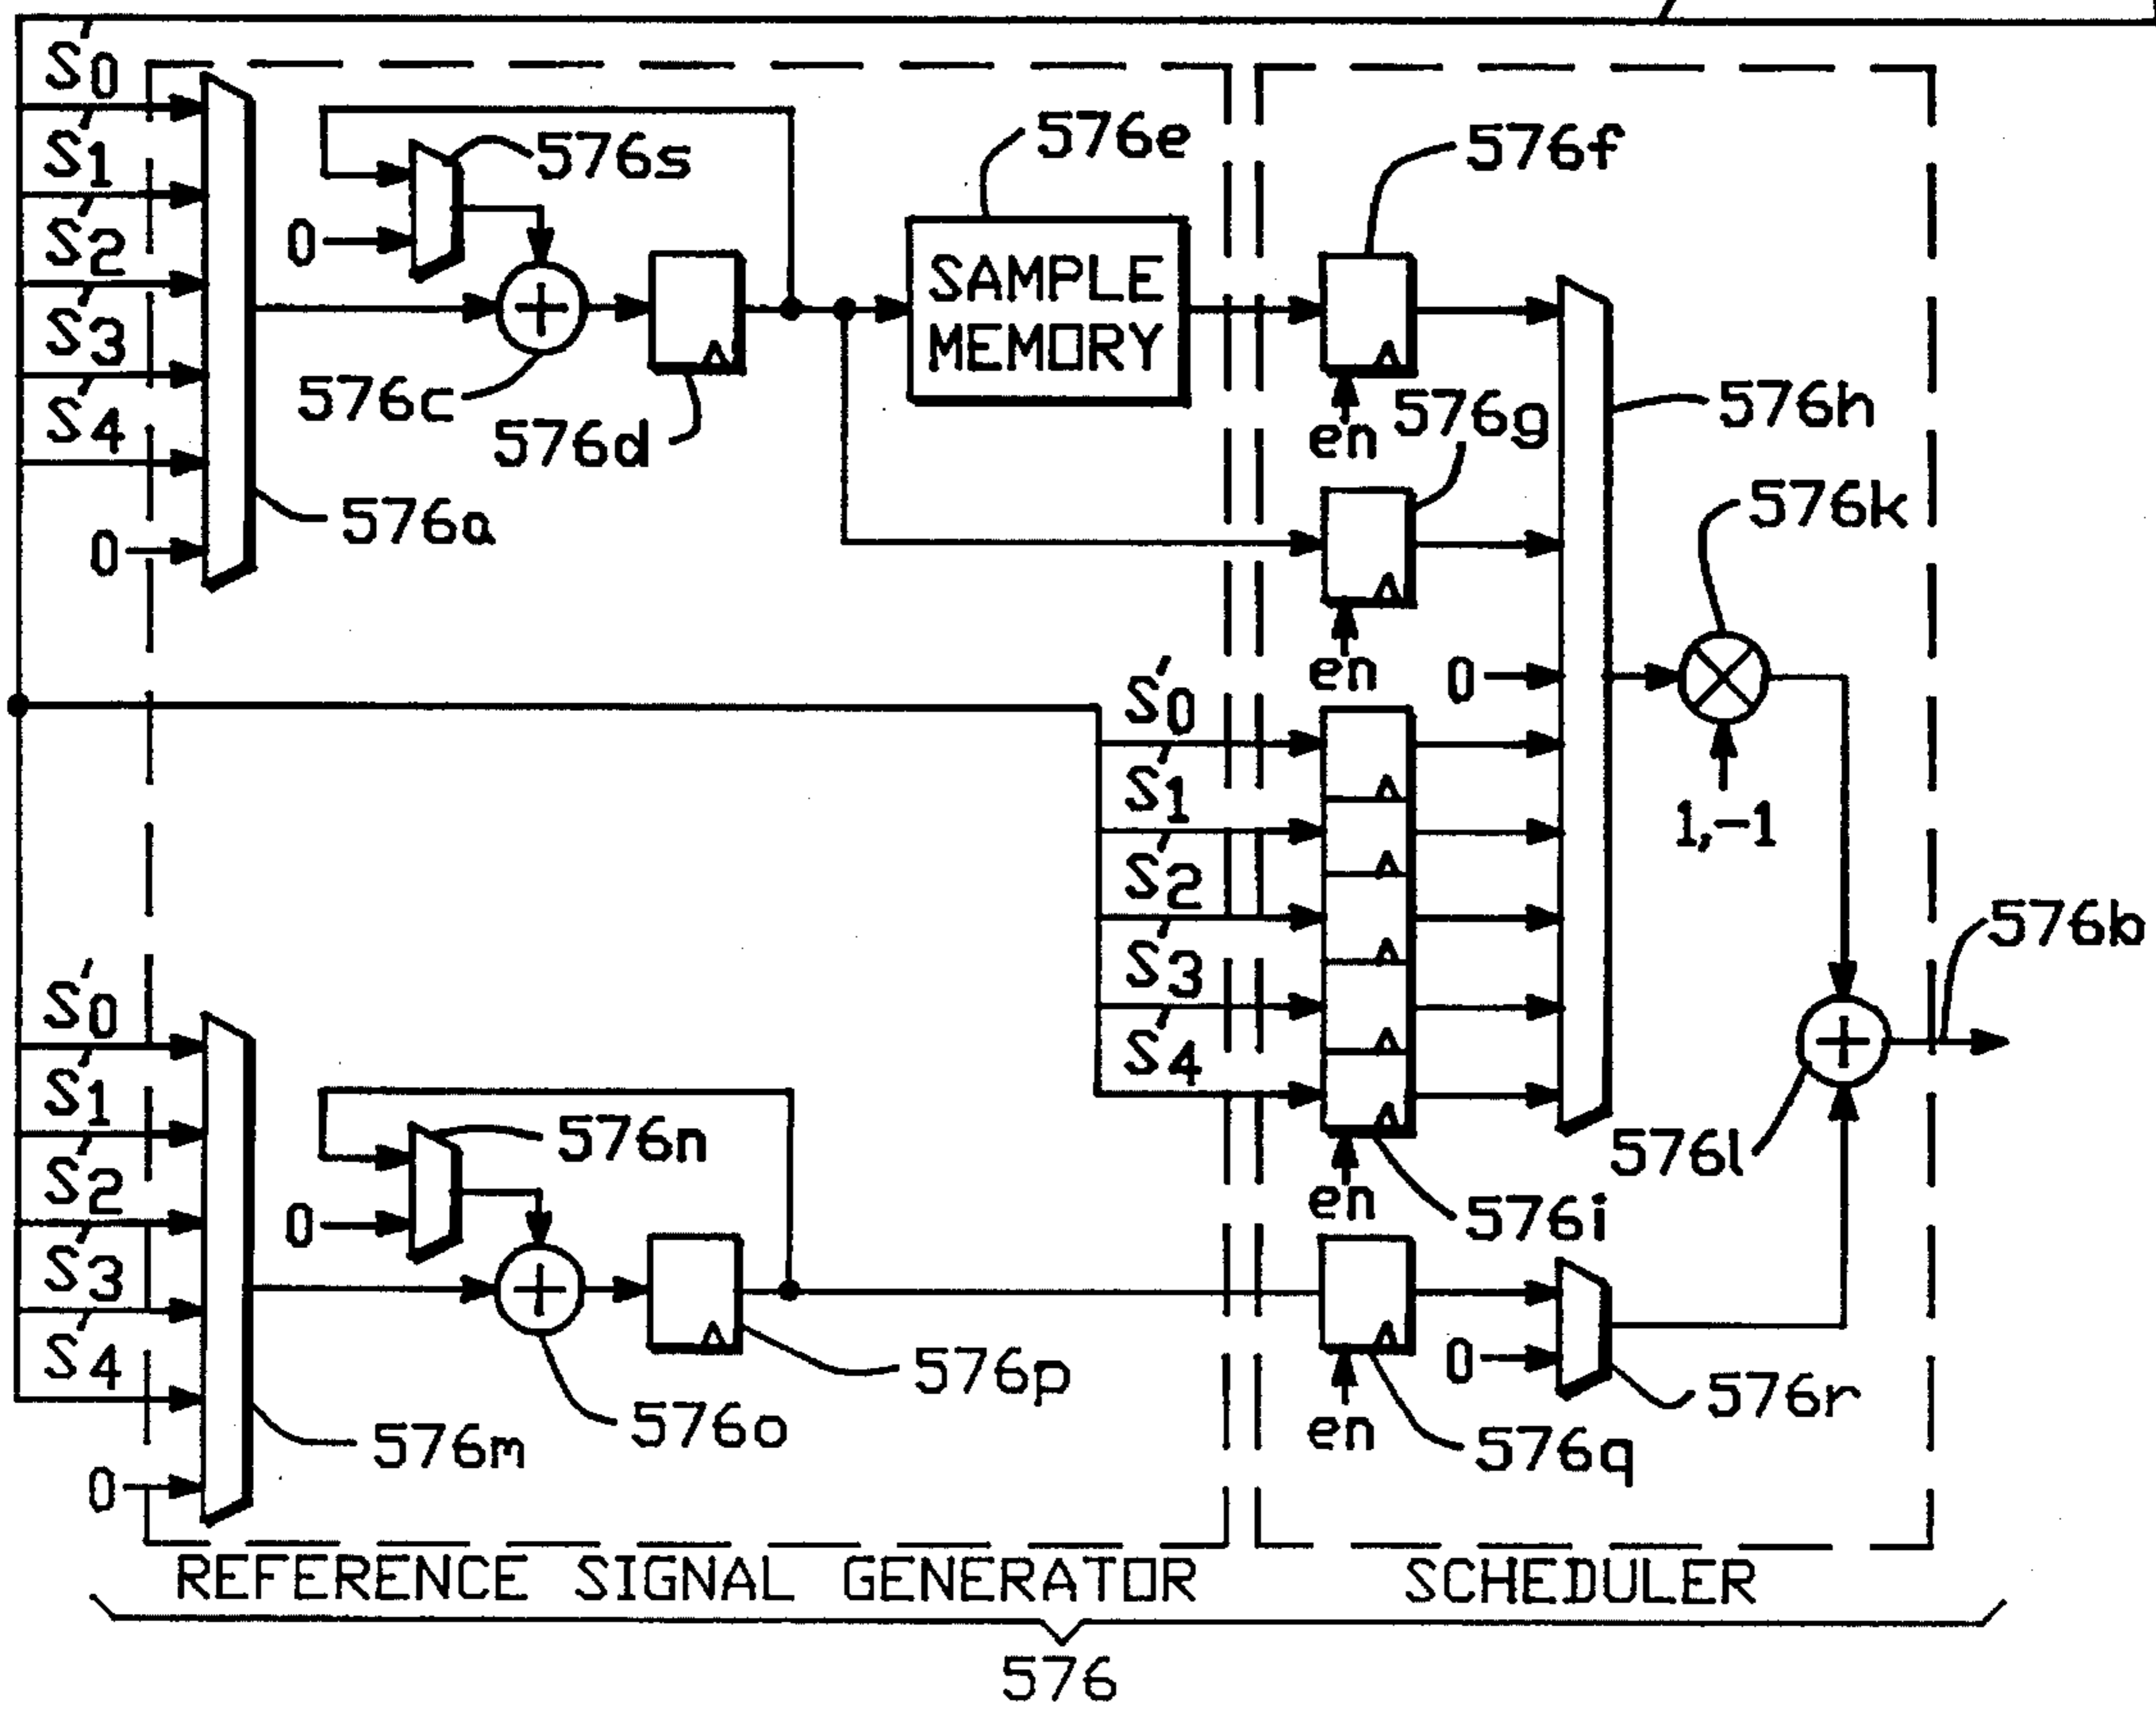 S'0
S'1
S'2
S'3
S'4
0
576a
576s
0
576c
576d
576e
SAMPLE
MEMORY
576f
en
576g
en
576h
576k
0
1,-1
S'0
S'1
S'2
S'3
S'4
en
576i
576b
576l
S'0
S'1
S'2
S'3
S'4
0
576m
576n
0
576o
576p
en
576q
0
576r
REFERENCE SIGNAL GENERATOR
SCHEDULER
576